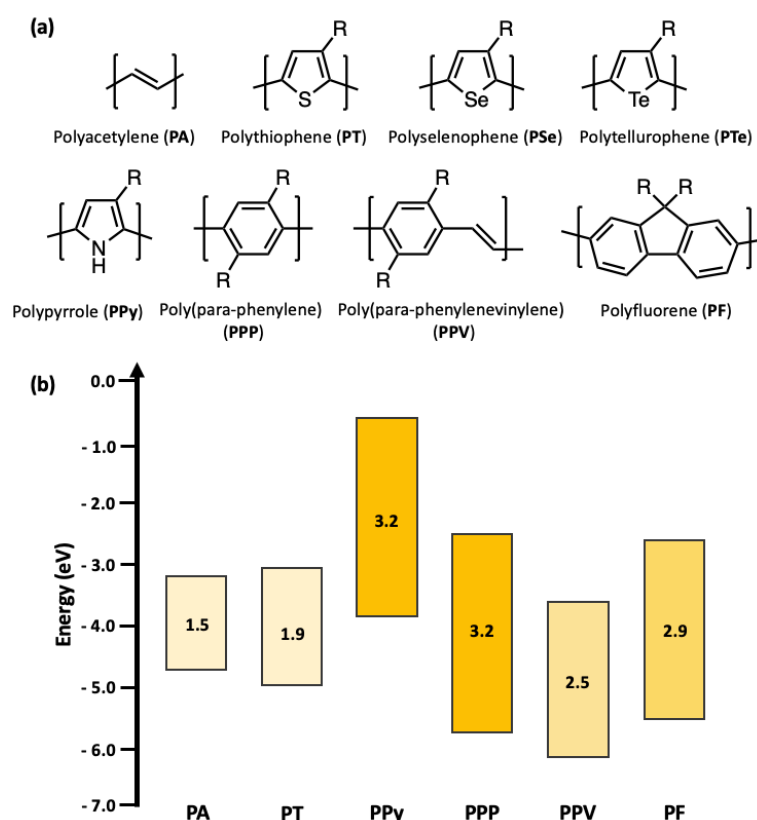 (a)
R R R
S Se Te
Polyacetylene (PA) Polythiophene (PT) Polyselenophene (PSe) Polytellurophene (PTe)
R R R R R
N
H R R
Polypyrrole (PPy) Poly(para-phenylene) Poly(para-phenylenevinylene) Polyfluorene (PF)
(PPP) (PPV)
(b)
0.0
- 1.0
- 2.0
- 3.0
- 4.0
- 5.0
- 6.0
- 7.0
Energy (eV)
1.5
1.9
3.2
3.2
2.5
2.9
PA PT PPy PPP PPV PF